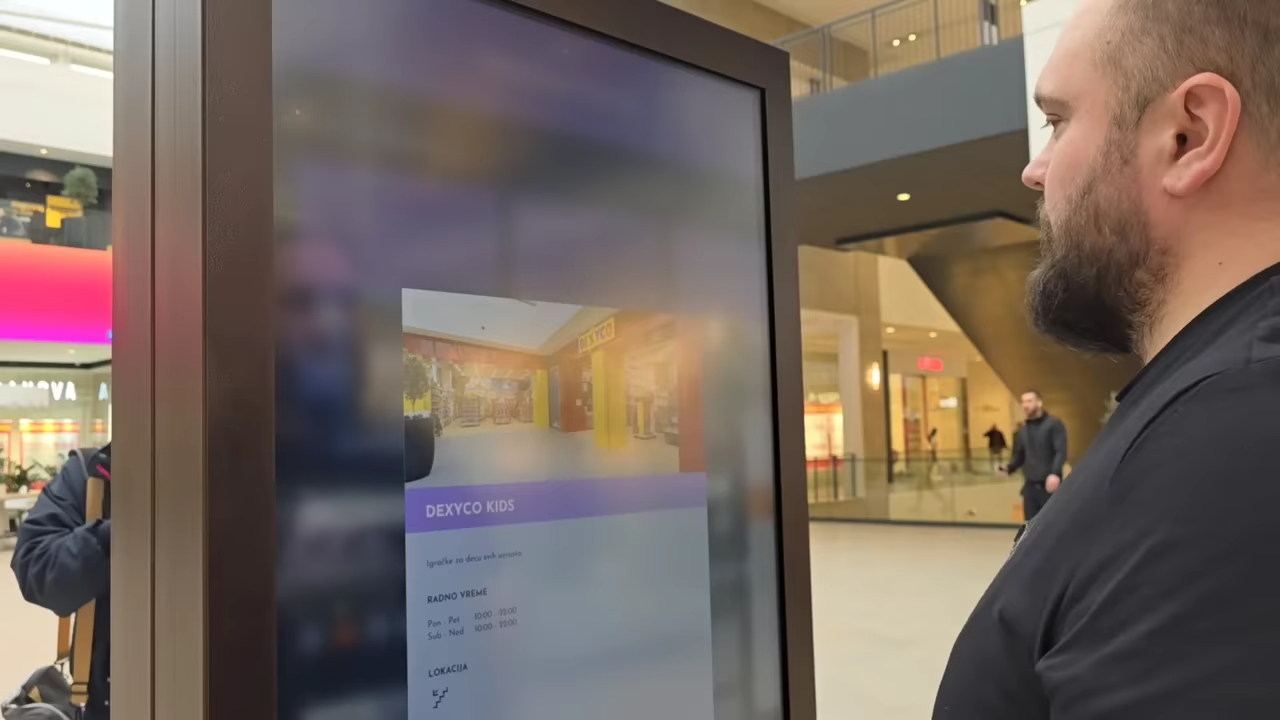 NOVA
DEXYCO
DEXYCO KIDS
Igračke za decu svih uzrasta
RADNO VREME
Pon - Pet 10:00 - 22:00
Sub - Ned 10:00 - 22:00
LOKACIJA